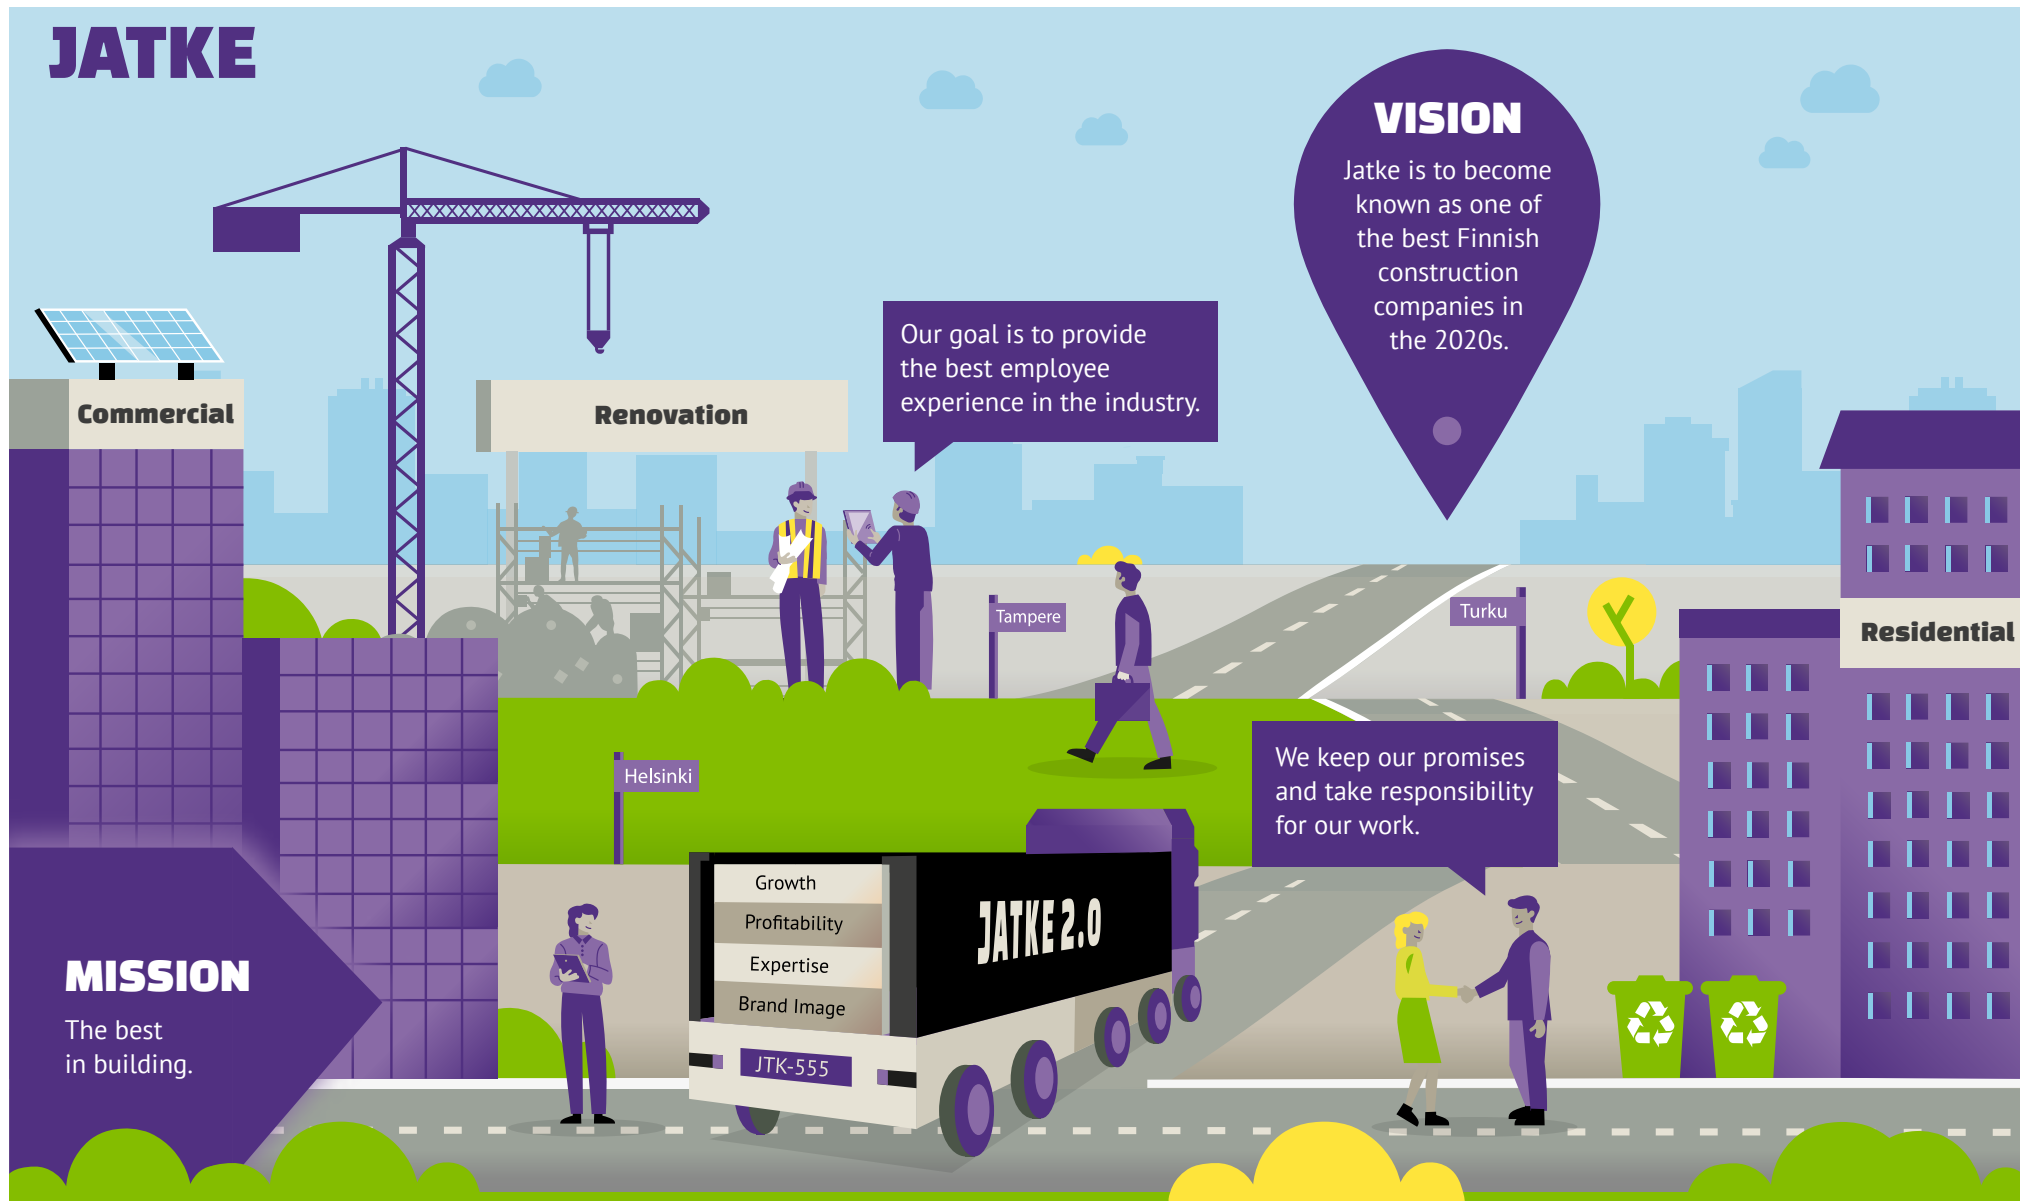 JATKE
VISION
Jatke is to become
known as one of
the best Finnish
construction
companies in
the 2020s.
Our goal is to provide
the best employee
experience in the industry.
Commercial
Renovation
Tampere
Turku
Residential
Helsinki
We keep our promises
and take responsibility
for our work.
Growth
Profitability
Expertise
Brand Image
JATKE 2.0
JTK-555
MISSION
The best
in building.